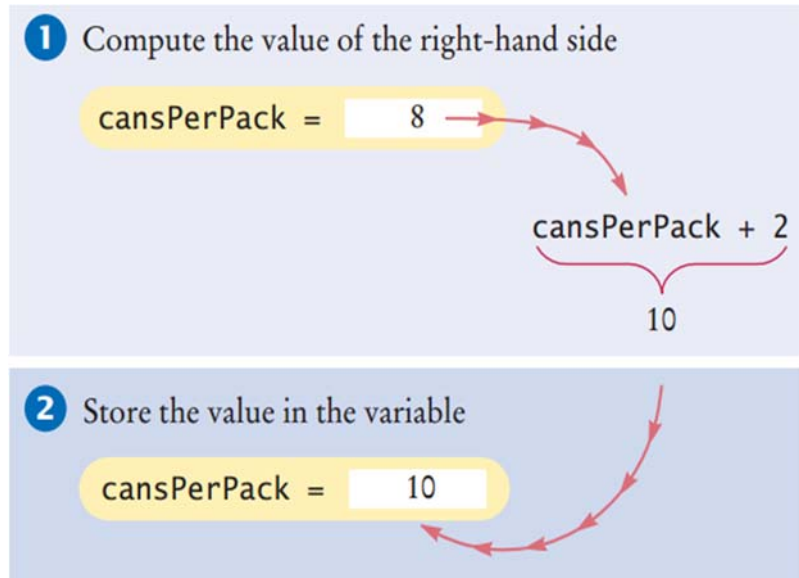 1 Compute the value of the right-hand side
cansPerPack = 8
cansPerPack + 2
10
2 Store the value in the variable
cansPerPack = 10